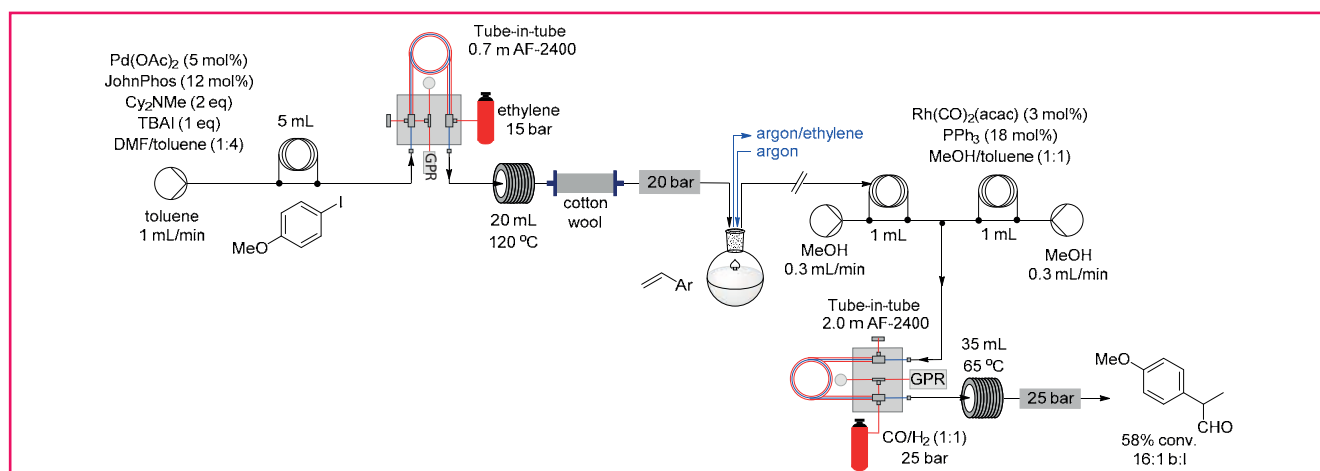 Pd(OAc)₂ (5 mol%)
JohnPhos (12 mol%)
Cy₂NMe (2 eq)
TBAI (1 eq)
DMF/toluene (1:4)
5 mL
toluene
1 mL/min
I
MeO
Tube-in-tube
0.7 m AF-2400
ethylene
15 bar
GPR
20 mL
120 °C
cotton
wool
20 bar
argon/ethylene
argon
Ar
Rh(CO)₂(acac) (3 mol%)
PPh₃ (18 mol%)
MeOH/toluene (1:1)
1 mL
1 mL
MeOH
0.3 mL/min
MeOH
0.3 mL/min
Tube-in-tube
2.0 m AF-2400
GPR
CO/H₂ (1:1)
25 bar
35 mL
65 °C
25 bar
MeO
CHO
58% conv.
16:1 b:l